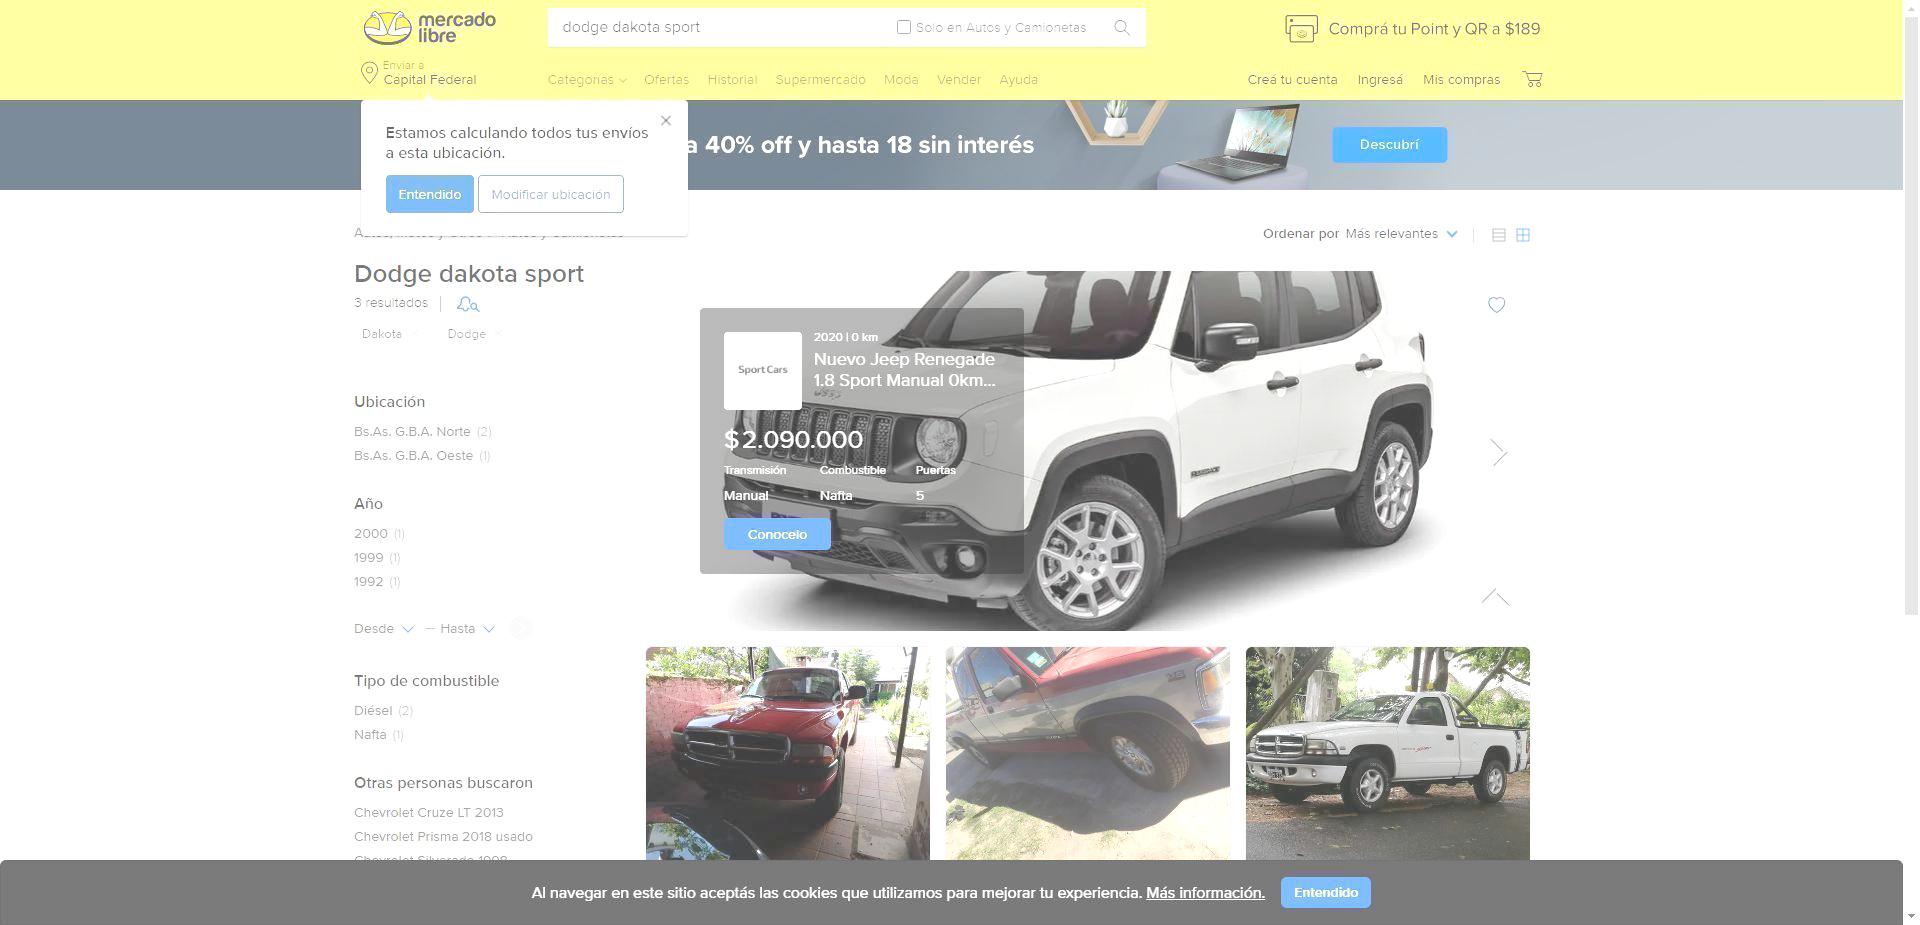 mercado
libre
dodge dakota sport
Solo en Autos y Camionetas
Comprá tu Point y QR a $189
Enviar a
Capital Federal
Categorías
Ofertas
Historial
Supermercado
Moda
Vender
Ayuda
Creá tu cuenta
Ingresá
Mis compras
Estamos calculando todos tus envíos
a esta ubicación.
Entendido
Modificar ubicación
a 40% off y hasta 18 sin interés
Descubrí
Ordenar por Más relevantes
Dodge dakota sport
3 resultados
Dakota
Dodge
Ubicación
Bs.As. G.B.A. Norte (2)
Bs.As. G.B.A. Oeste (1)
Año
2000 (1)
1999 (1)
1992 (1)
Desde — Hasta
Tipo de combustible
Diésel (2)
Nafta (1)
Otras personas buscaron
Chevrolet Cruze LT 2013
Chevrolet Prisma 2018 usado
Sport Cars
2020 | 0 km
Nuevo Jeep Renegade
1.8 Sport Manual 0km...
$ 2.090.000
Transmisión Combustible Puertas
Manual Nafta 5
Conocelo
Al navegar en este sitio aceptás las cookies que utilizamos para mejorar tu experiencia. Más información.
Entendido